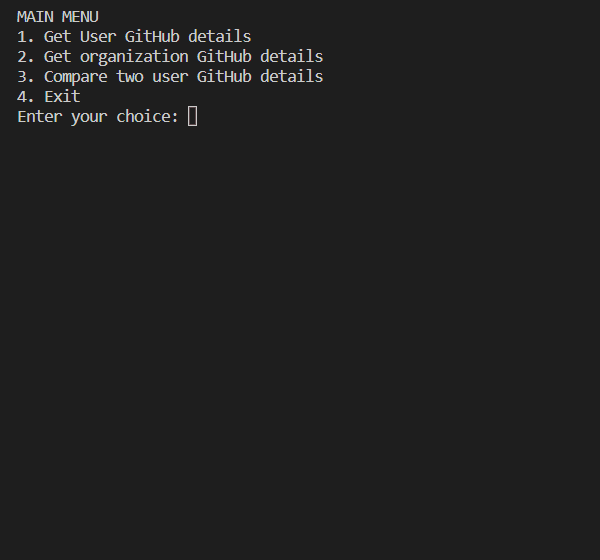 MAIN MENU
1. Get User GitHub details
2. Get organization GitHub details
3. Compare two user GitHub details
4. Exit
Enter your choice: